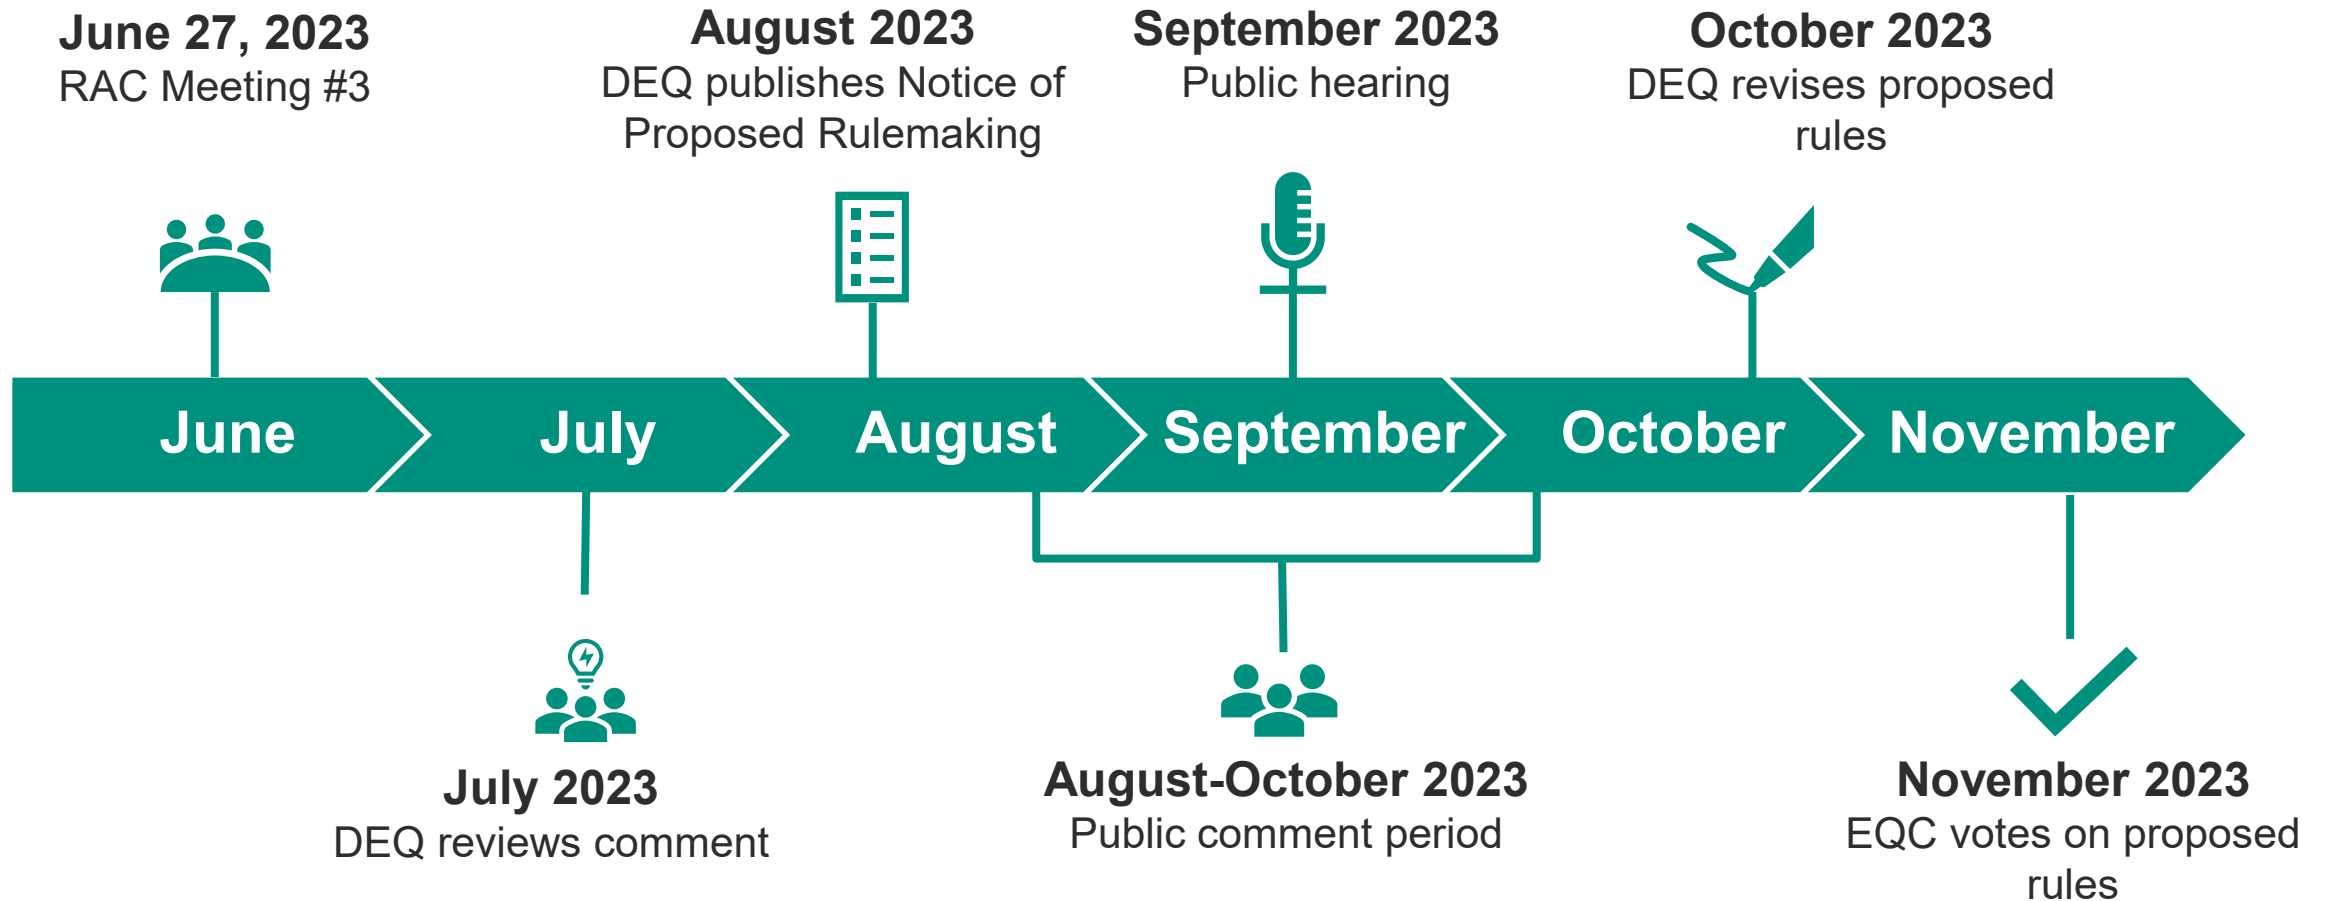 June 27, 2023
RAC Meeting #3
August 2023
DEQ publishes Notice of
Proposed Rulemaking
September 2023
Public hearing
October 2023
DEQ revises proposed
rules
June
July
August
September
October
November
July 2023
DEQ reviews comment
August-October 2023
Public comment period
November 2023
EQC votes on proposed
rules